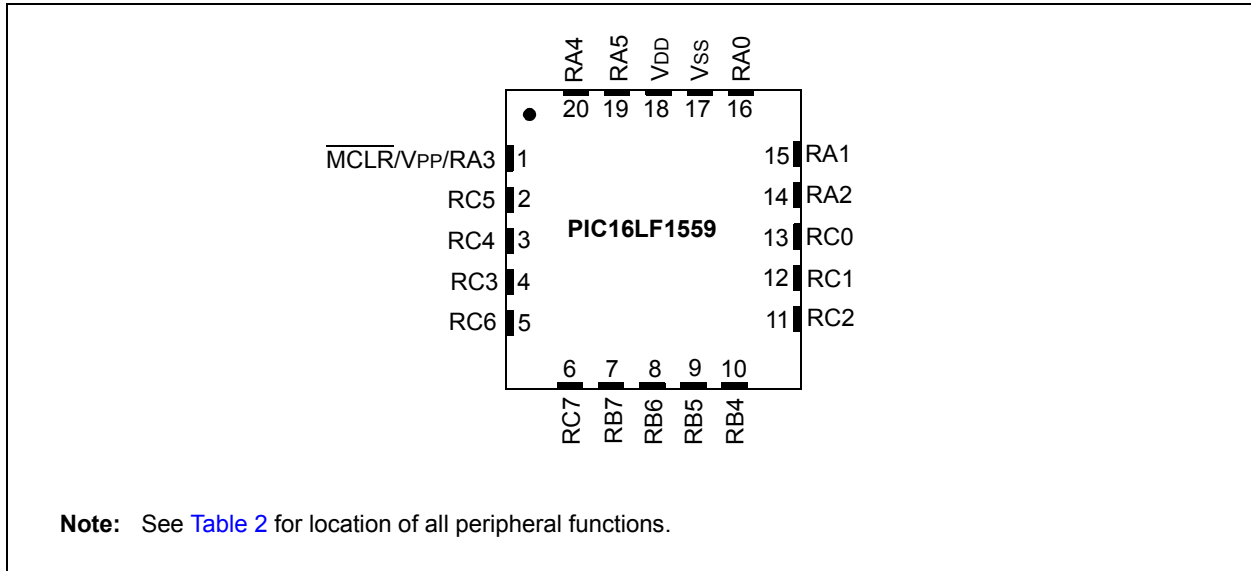 RA4 RA5 VDD VSS RA0
20 19 18 17 16
MCLR/VPP/RA3 1 15 RA1
RC5 2 14 RA2
PIC16LF1559
RC4 3 13 RC0
RC3 4 12 RC1
RC6 5 11 RC2
6 7 8 9 10
RC7 RB7 RB6 RB5 RB4
Note: See Table 2 for location of all peripheral functions.